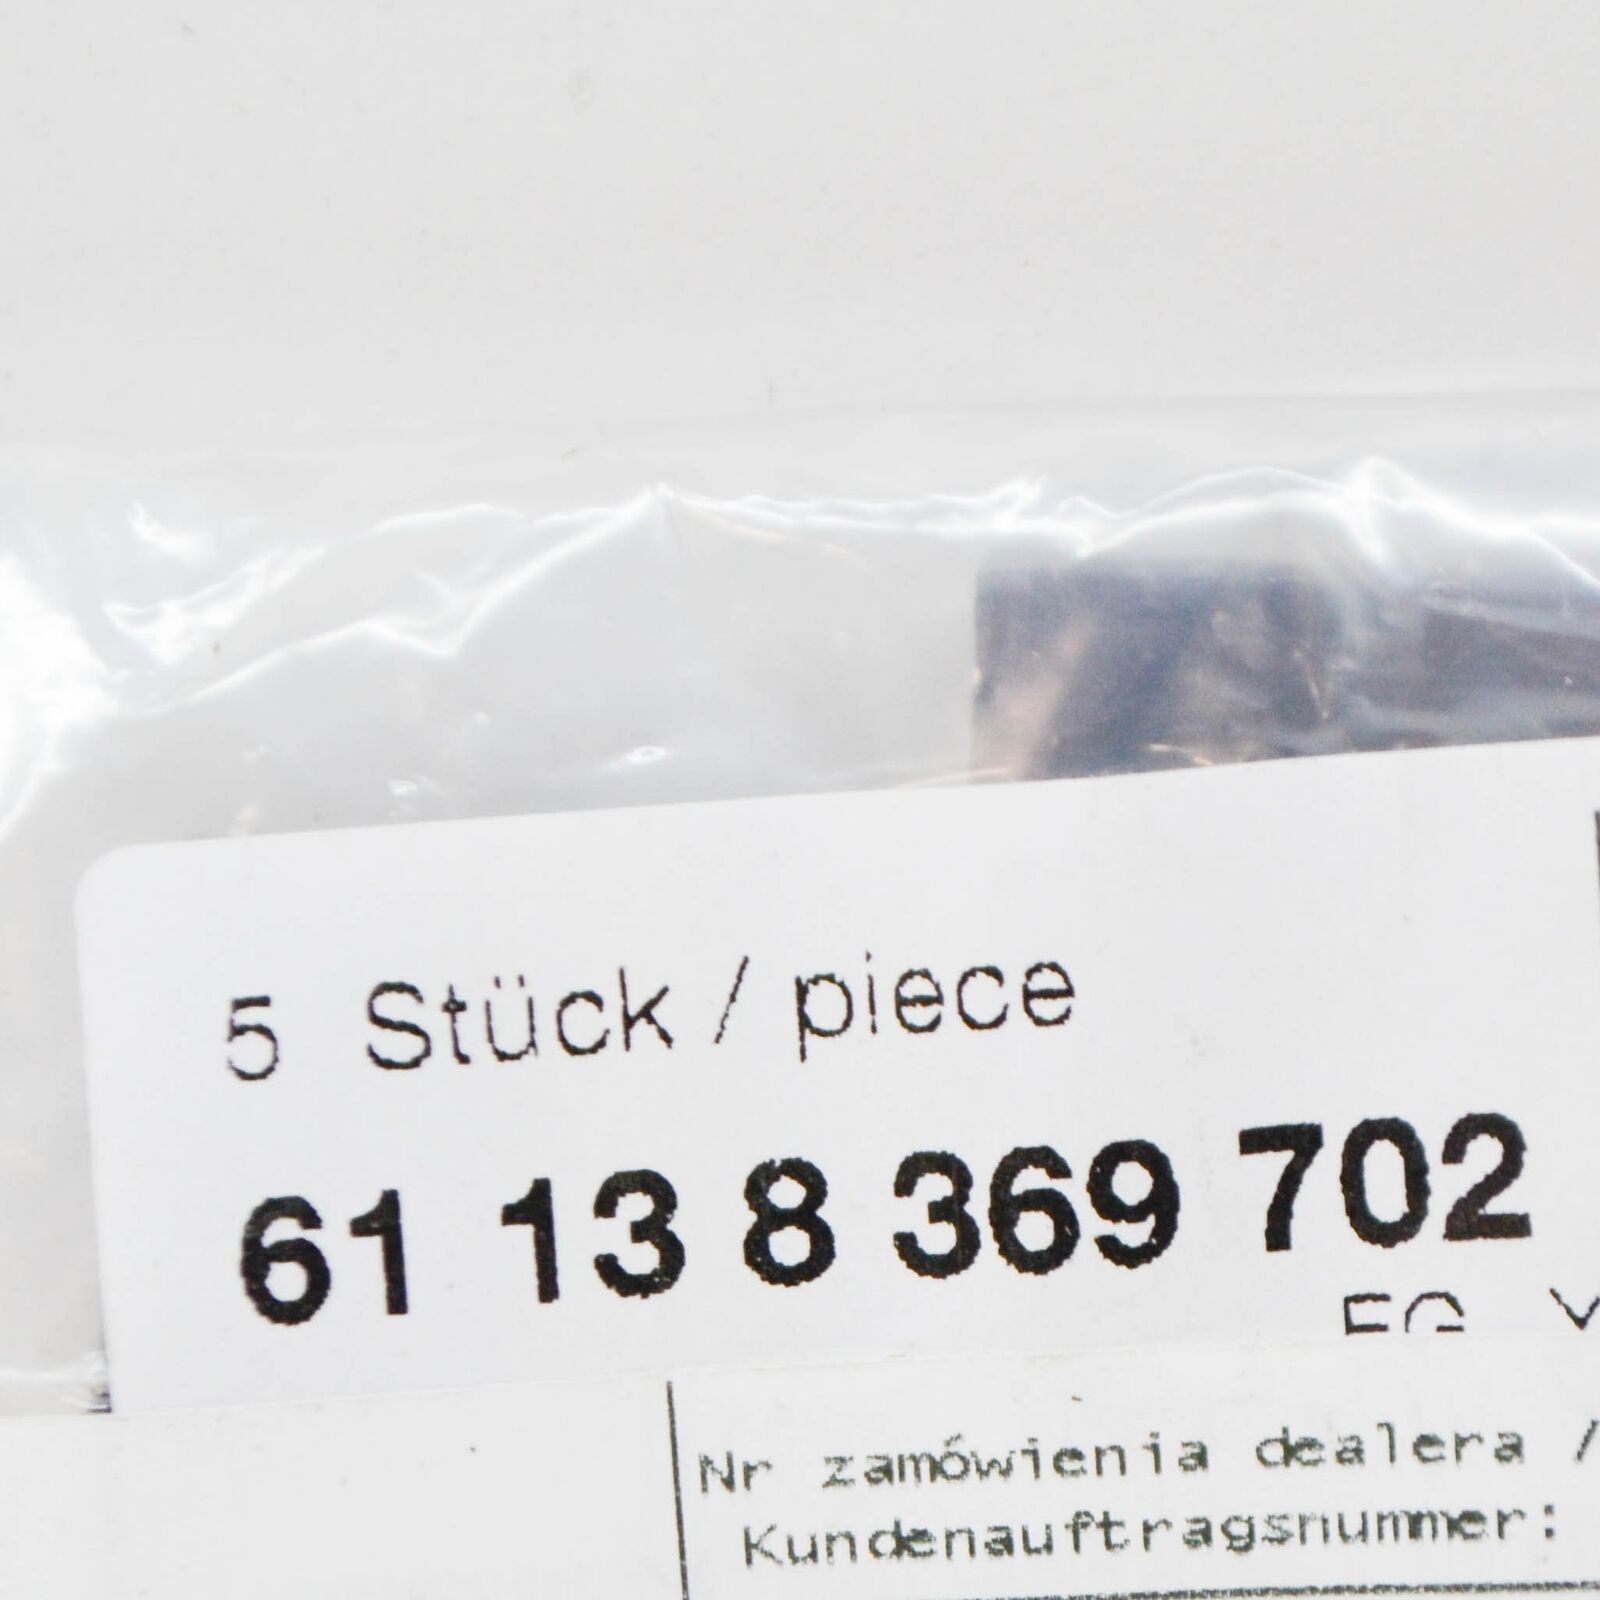 5 Stück / piece
61 13 8 369 702
Nr zamówienia dealera /
Kundenauftragsnummer: